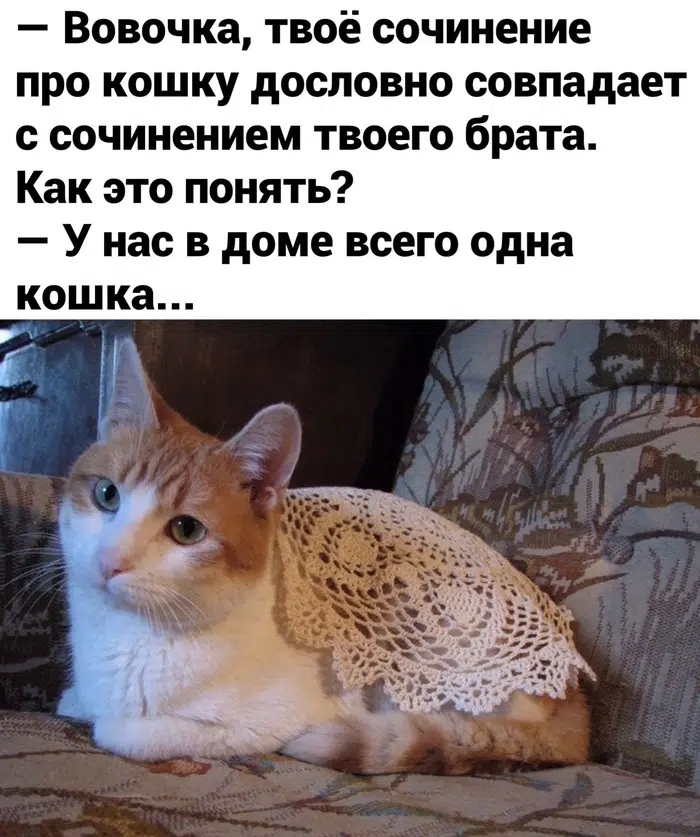 — Вовочка, твоё сочинение
про кошку дословно совпадает
с сочинением твоего брата.
Как это понять?
— У нас в доме всего одна
кошка...